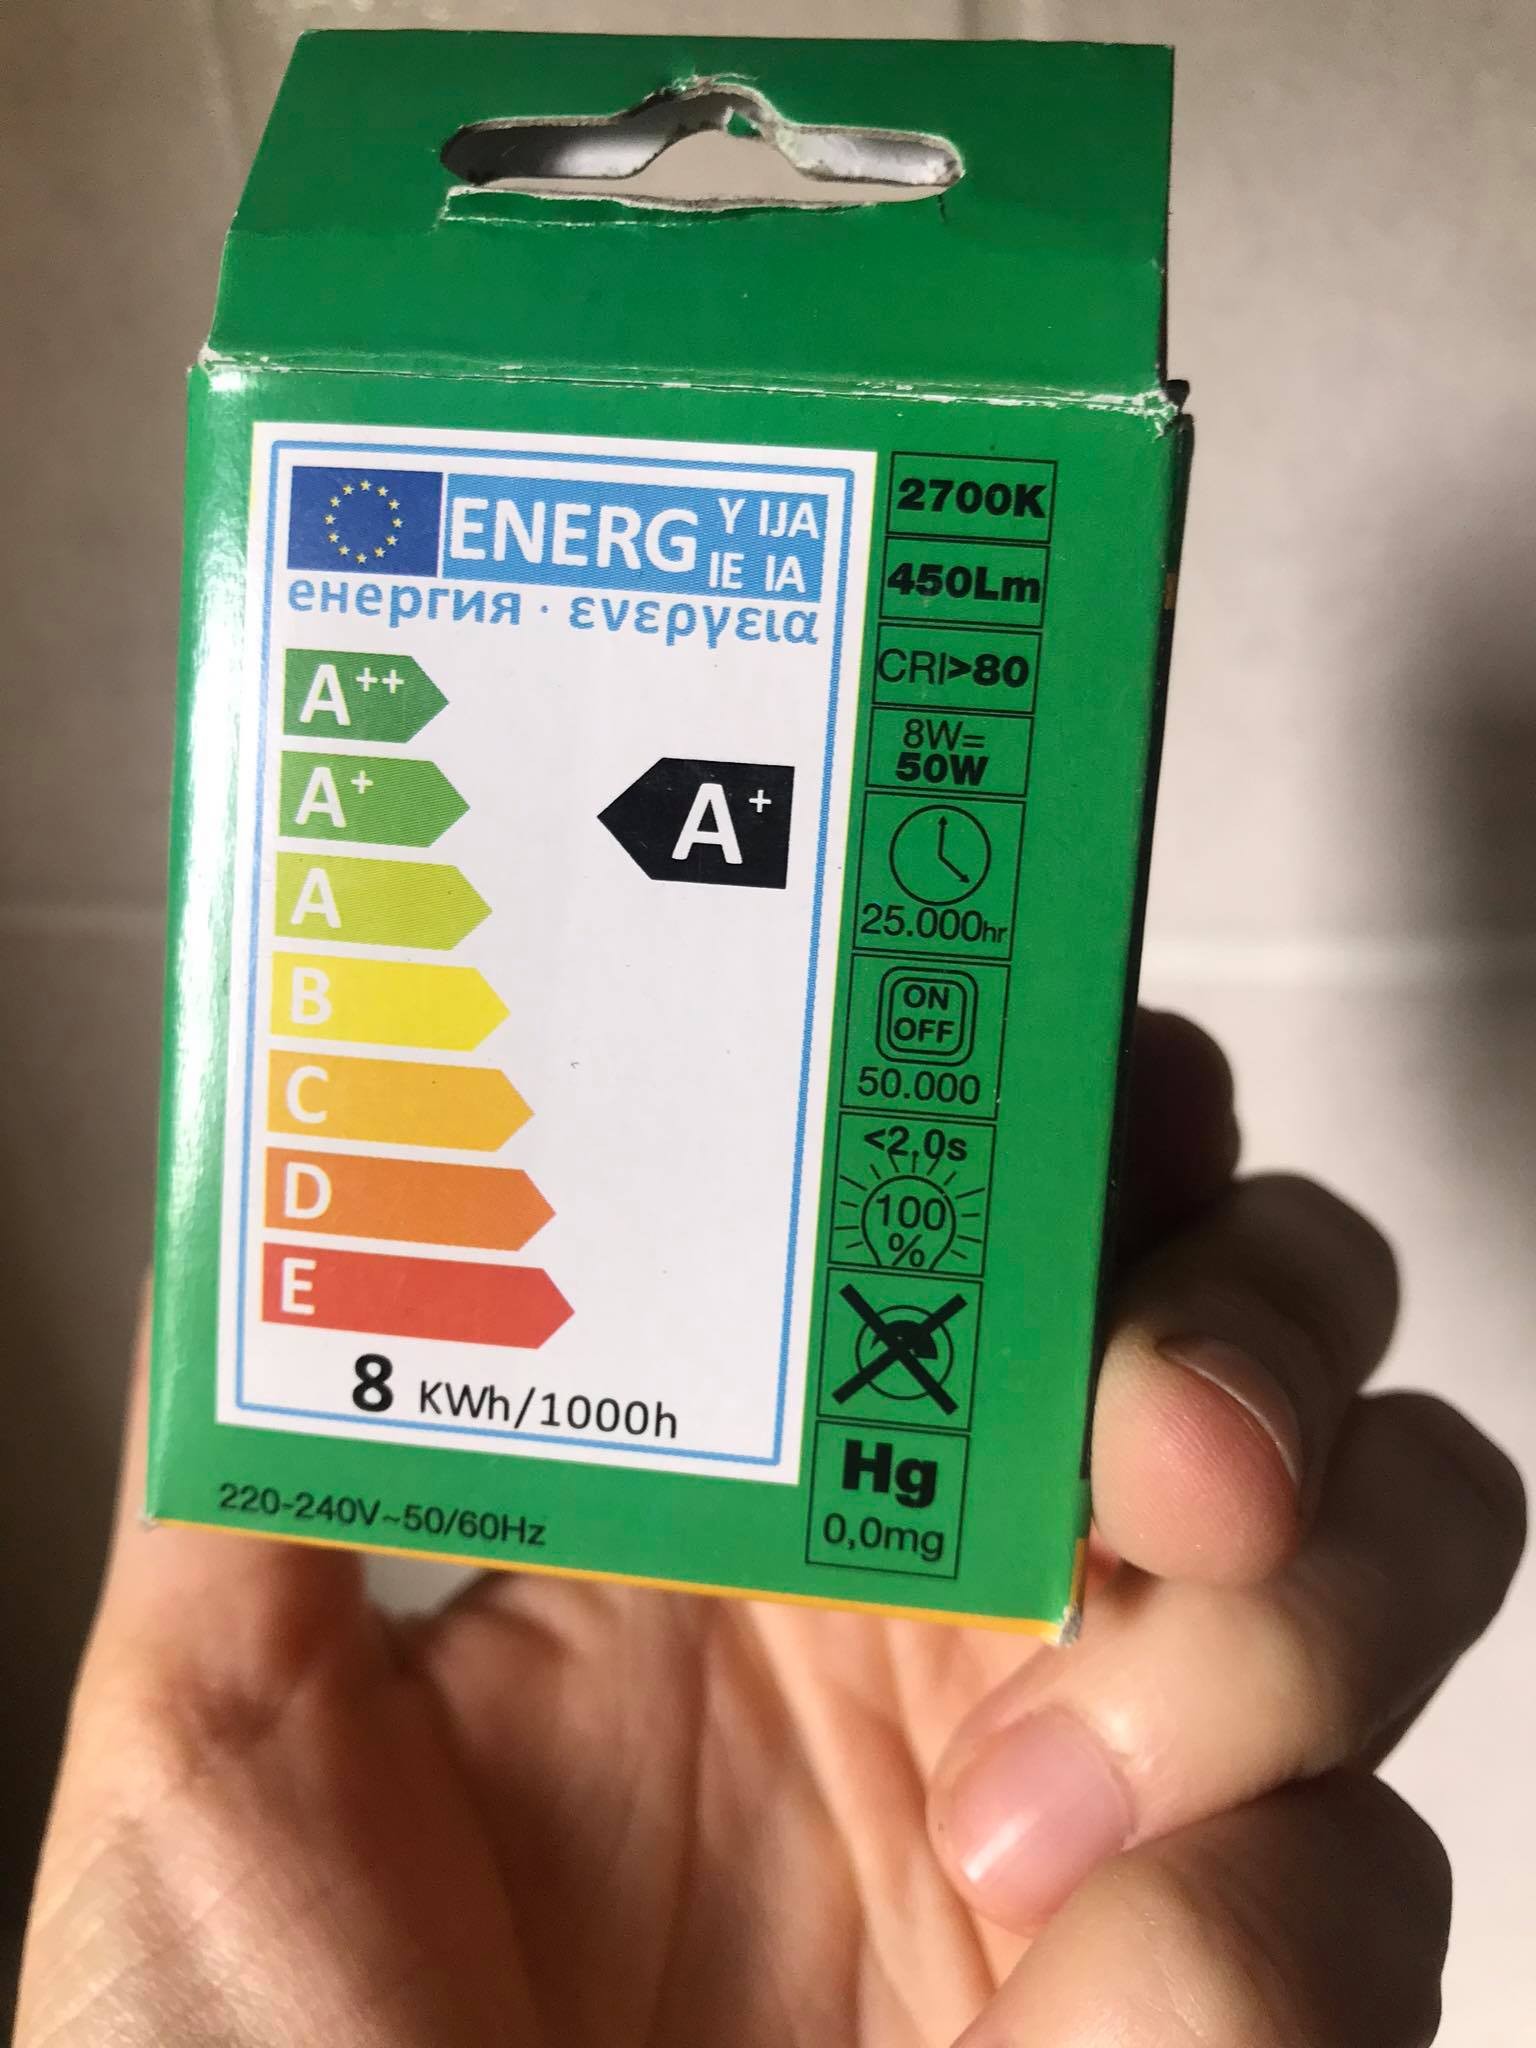 ENERG Y IJA
IE IA
енергия · ενεργεια
A++
A+
A
B
C
D
E
A+
8 KWh/1000h
220-240V~50/60Hz
2700K
450Lm
CRI>80
8W=
50W
25.000hr
ON
OFF
50.000
<2.0s
100
%
Hg
0,0mg